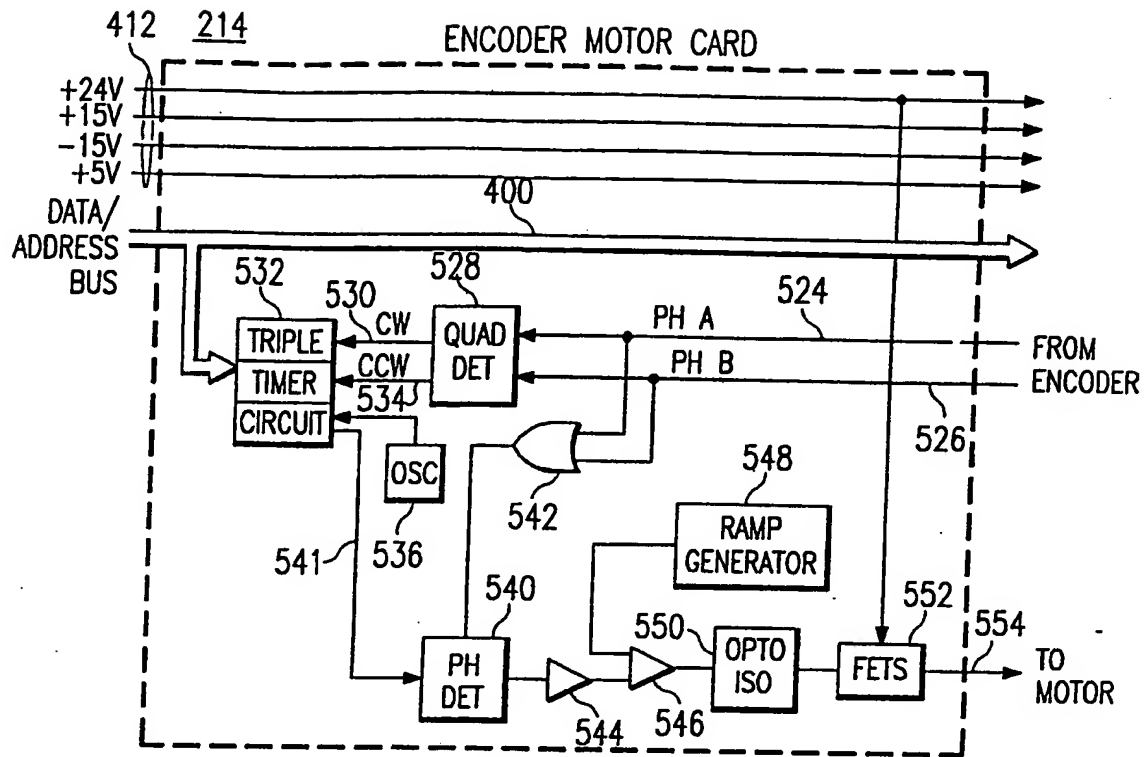 412
214
ENCODER MOTOR CARD
+24V
+15V
-15V
+5V
DATA/
ADDRESS
BUS
400
532
530
528
524
CW
PH A
TRIPLE
QUAD
DET
FROM
ENCODER
CCW
PH B
TIMER
534
526
CIRCUIT
OSC
542
548
536
RAMP
GENERATOR
541
540
550
552
554
PH
DET
OPTO
ISO
FETS
TO
MOTOR
544
546